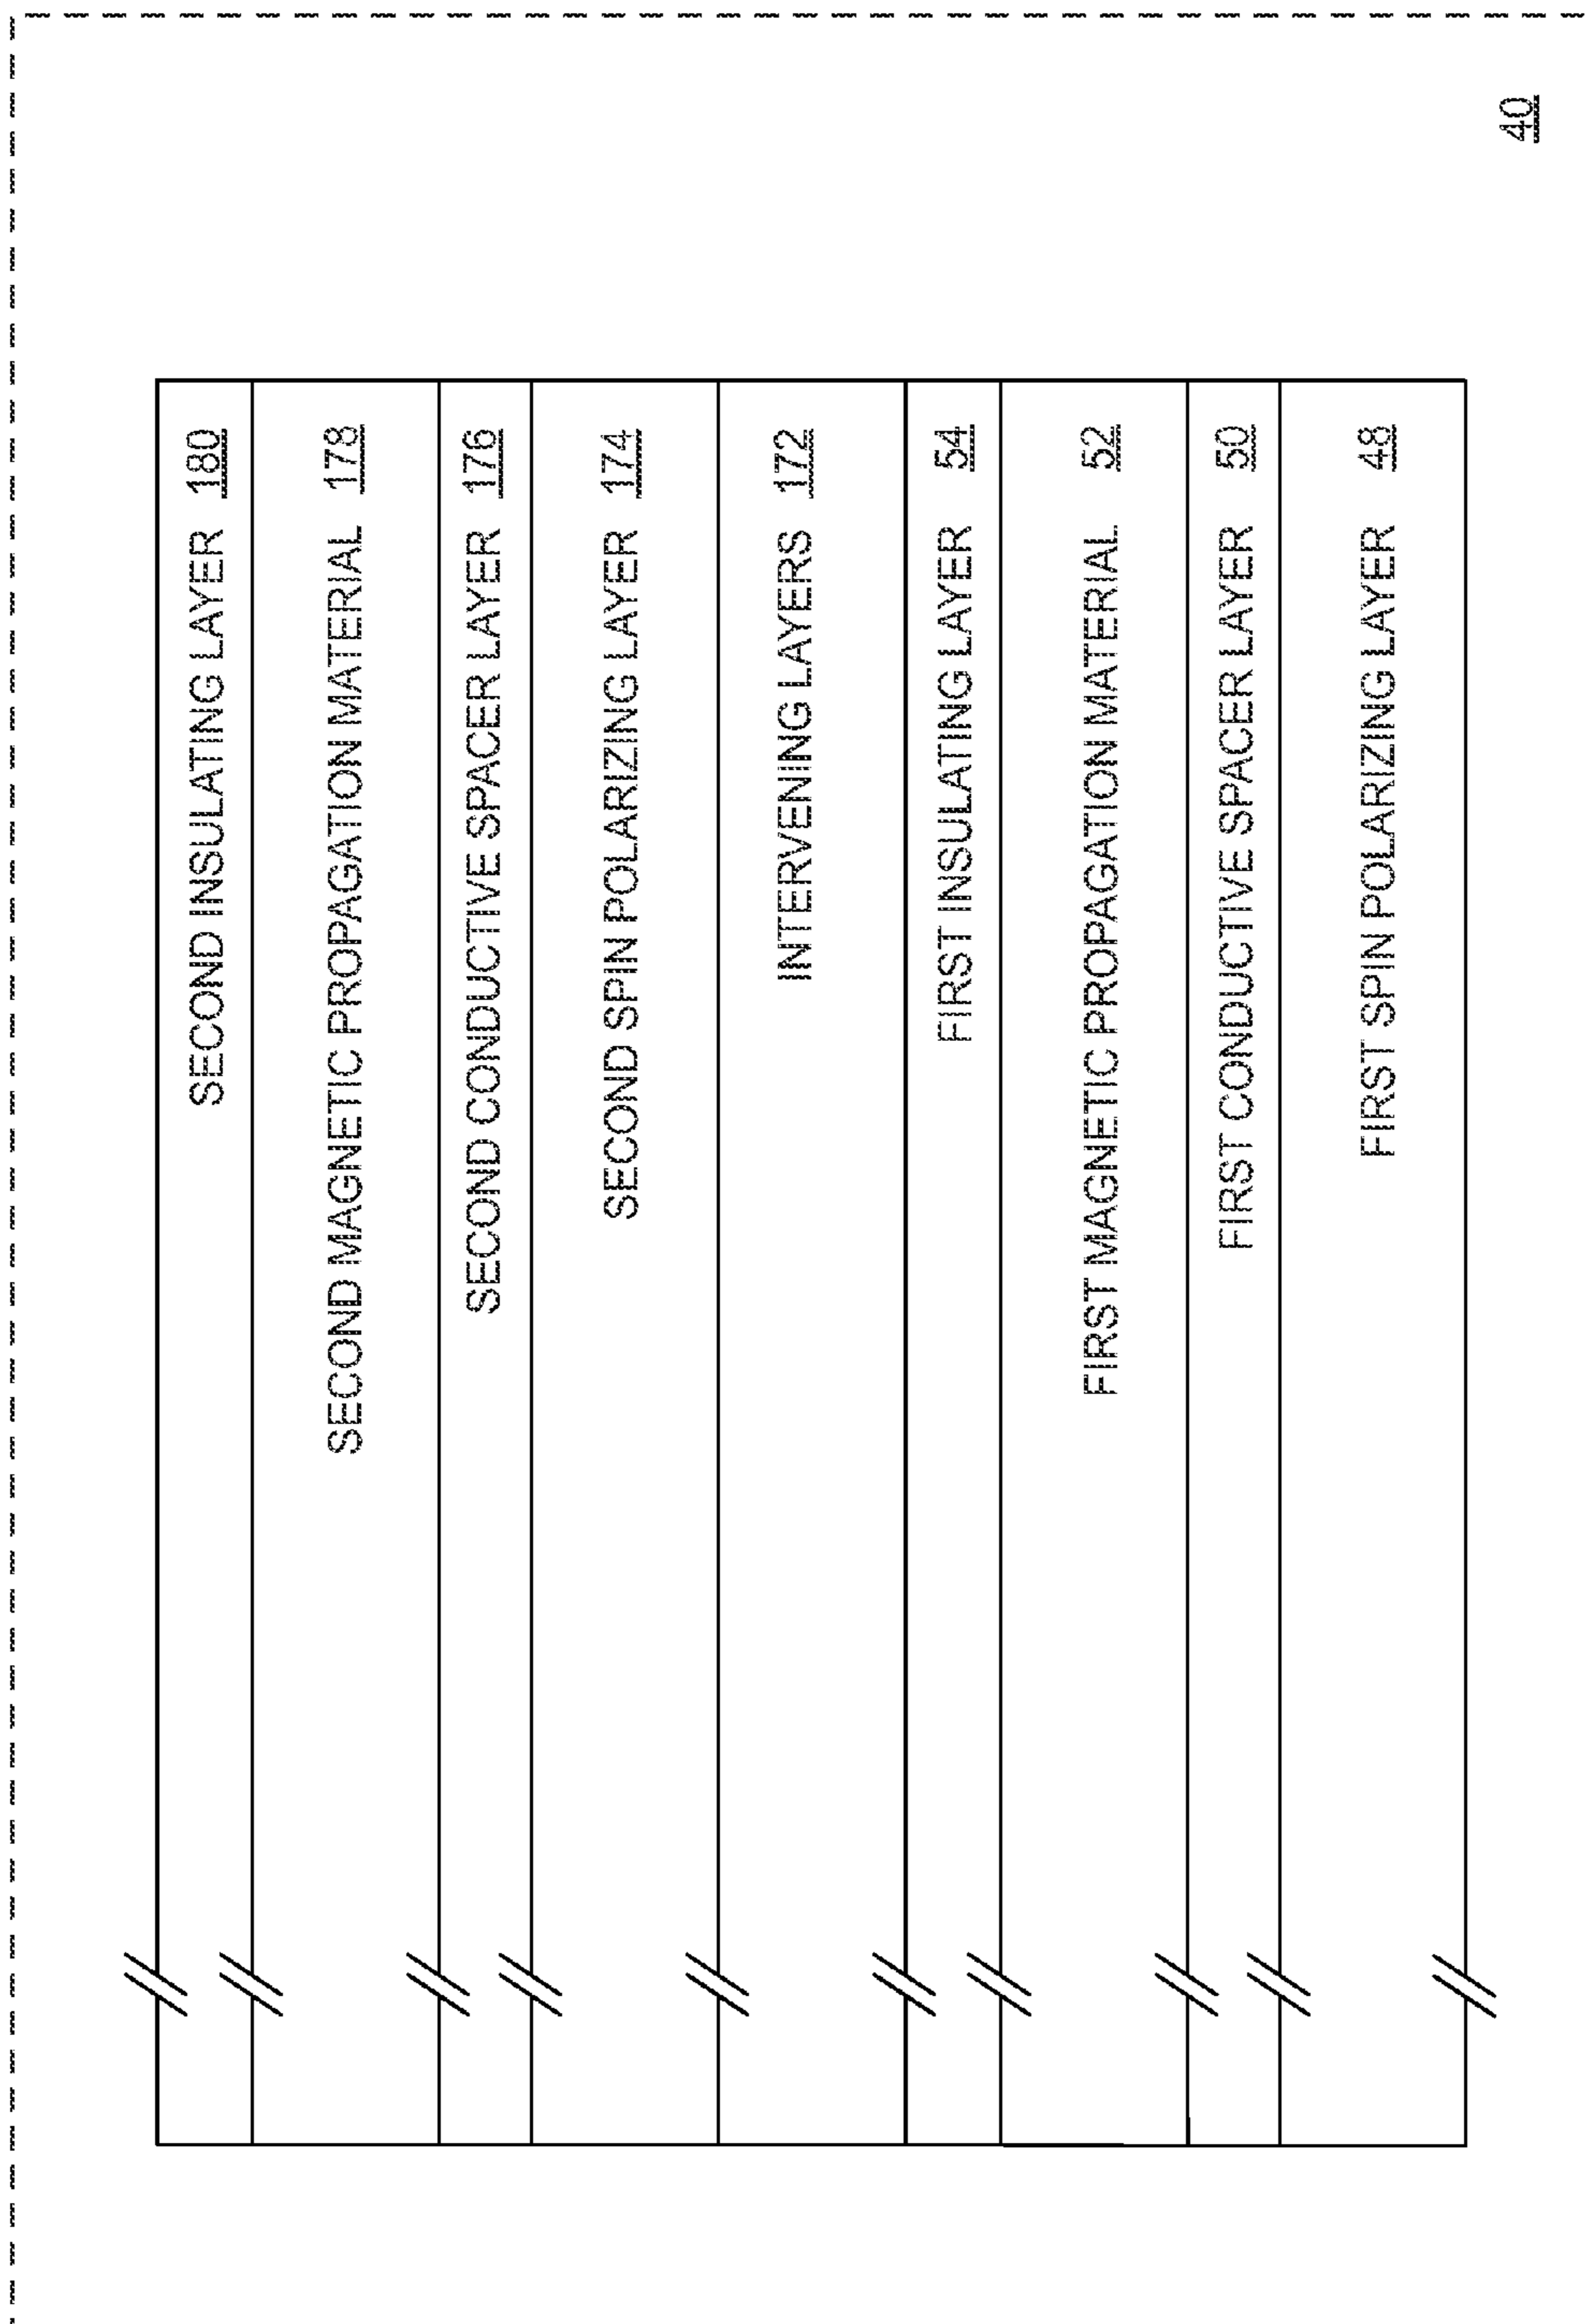 SECOND INSULATING LAYER 180
SECOND MAGNETIC PROPAGATION MATERIAL 178
SECOND CONDUCTIVE SPACER LAYER 176
SECOND SPIN POLARIZING LAYER 174
INTERVENING LAYERS 172
FIRST INSULATING LAYER 54
FIRST MAGNETIC PROPAGATION MATERIAL 52
FIRST CONDUCTIVE SPACER LAYER 50
FIRST SPIN POLARIZING LAYER 48
40